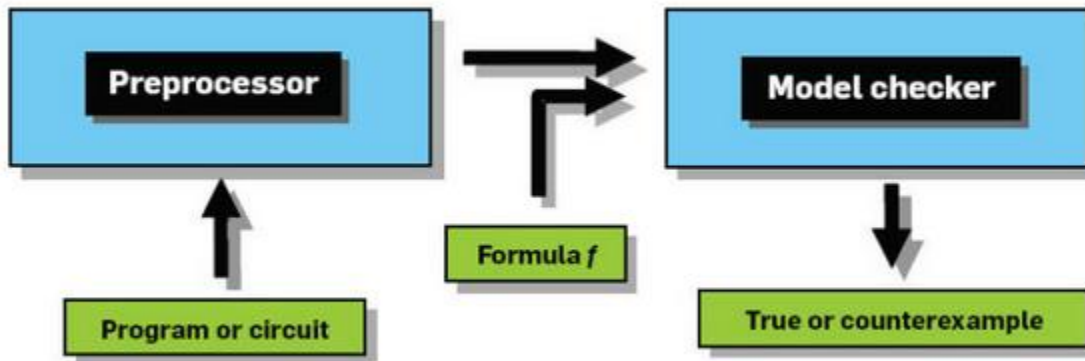 Preprocessor
Model checker
Formula f
Program or circuit
True or counterexample